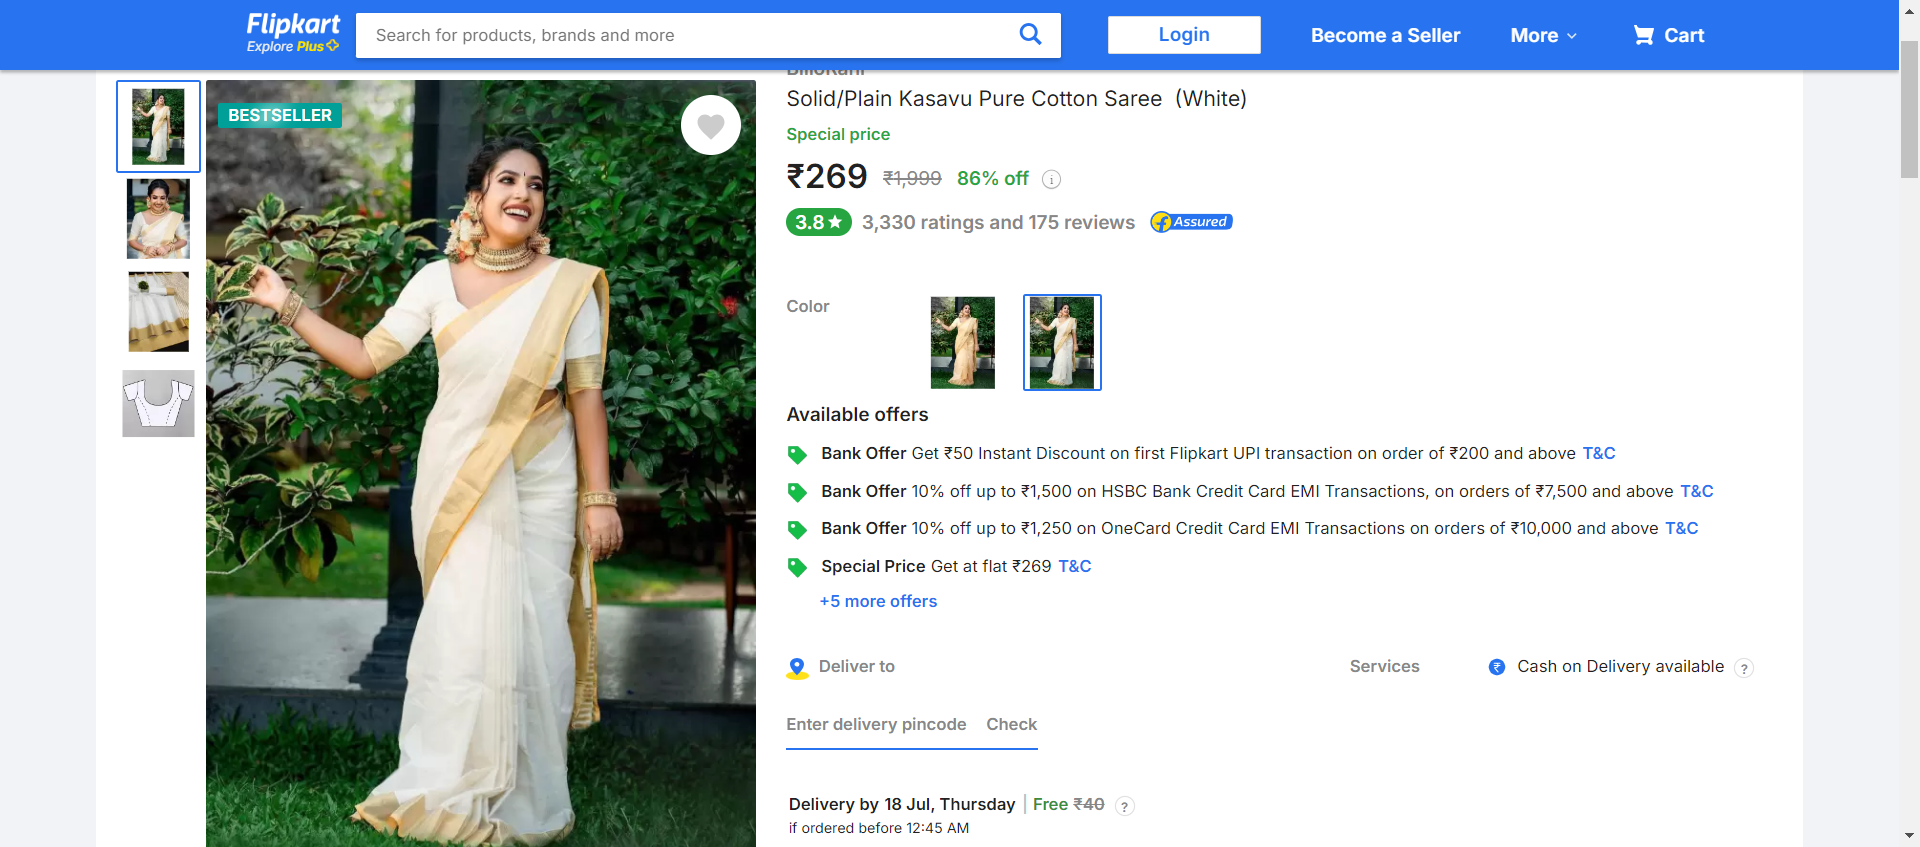 Flipkart
Explore Plus
Search for products, brands and more
Login
Become a Seller
More
Cart
BESTSELLER
Solid/Plain Kasavu Pure Cotton Saree (White)
Special price
₹269 ₹1,999 86% off
3.8 3,330 ratings and 175 reviews Assured
Color
Available offers
Bank Offer Get ₹50 Instant Discount on first Flipkart UPI transaction on order of ₹200 and above T&C
Bank Offer 10% off up to ₹1,500 on HSBC Bank Credit Card EMI Transactions, on orders of ₹7,500 and above T&C
Bank Offer 10% off up to ₹1,250 on OneCard Credit Card EMI Transactions on orders of ₹10,000 and above T&C
Special Price Get at flat ₹269 T&C
+5 more offers
Deliver to
Services
Cash on Delivery available ?
Enter delivery pincode Check
Delivery by 18 Jul, Thursday | Free ₹40 ?
if ordered before 12:45 AM